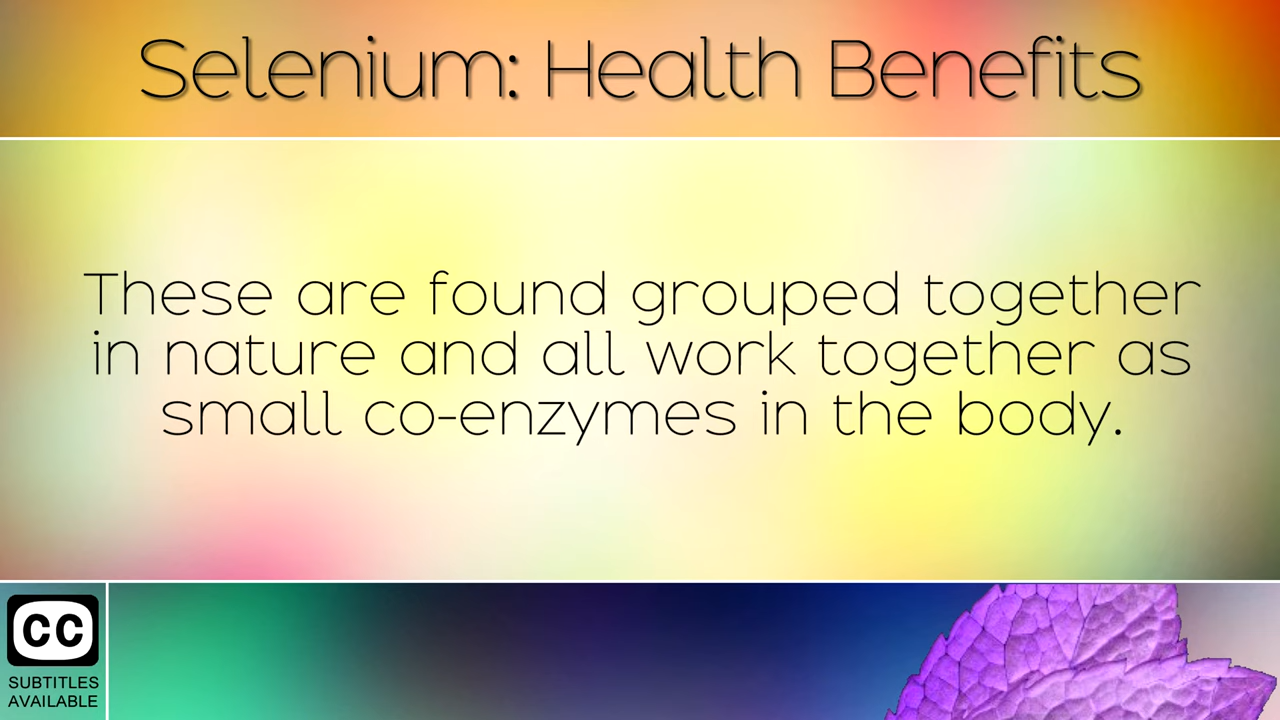 Selenium: Health Benefits
These are found grouped together
in nature and all work together as
small co-enzymes in the body.
CC
SUBTITLES
AVAILABLE